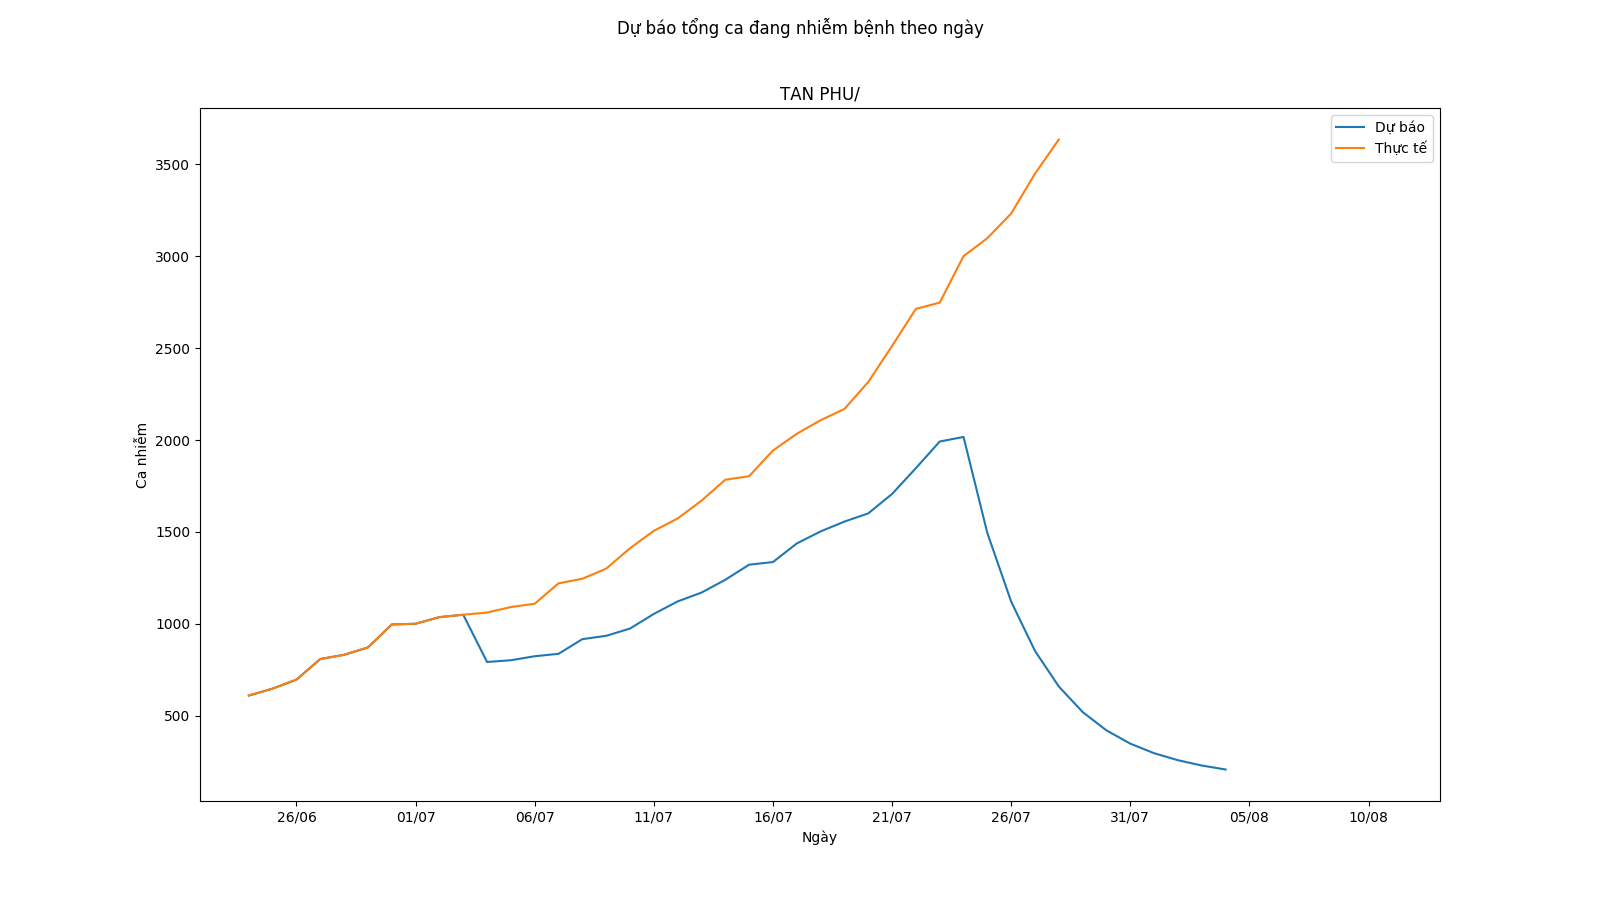 Dự báo tổng ca đang nhiễm bệnh theo ngày
TAN PHU/
Dự báo
Thực tế
3500
3000
2500
2000
1500
1000
500
Ca nhiễm
26/06
01/07
06/07
11/07
16/07
21/07
26/07
31/07
05/08
10/08
Ngày